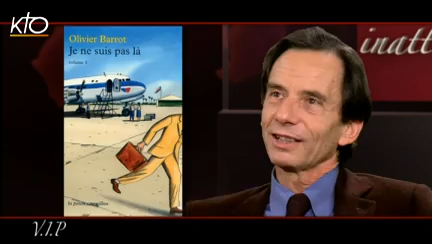 KTO
Olivier Barrot
Je ne suis pas là
volume 1
inatt
V.I.P